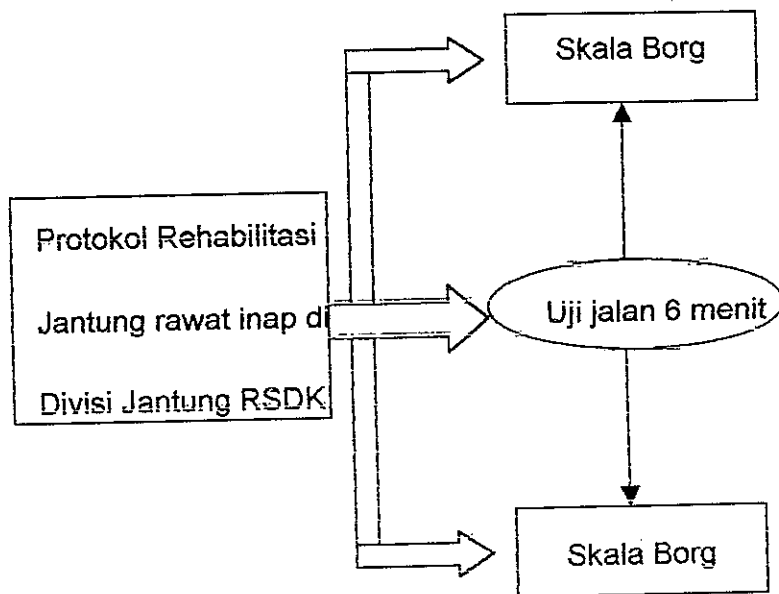 Skala Borg
Protokol Rehabilitasi
Jantung rawat inap di
Divisi Jantung RSDK
Uji jalan 6 menit
Skala Borg